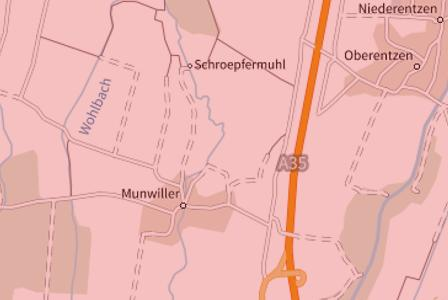 Niederentzen
Oberentzen
Schroepfermuhl
Wohlbach
A35
Munwiller